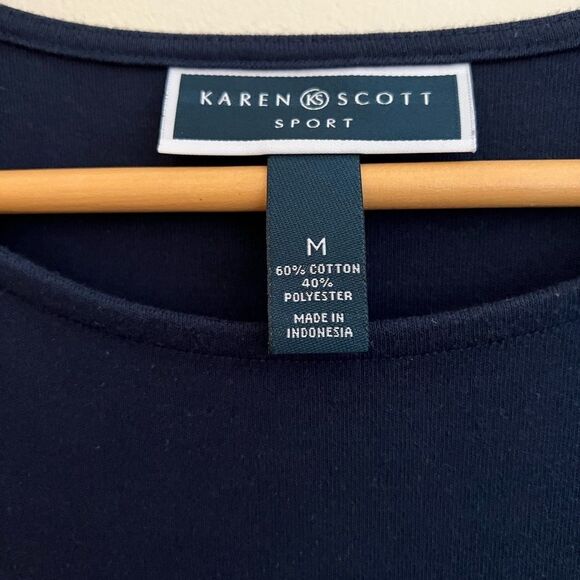 KAREN KS SCOTT
SPORT
M
60% COTTON
40%
POLYESTER
MADE IN
INDONESIA